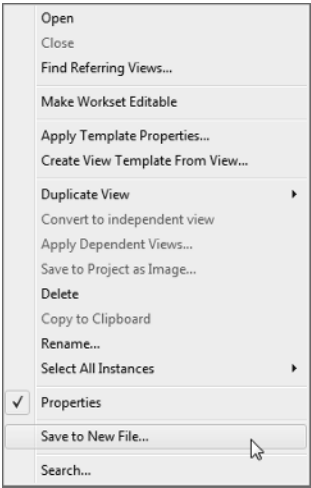 Open
Close
Find Referring Views...
Make Workset Editable
Apply Template Properties...
Create View Template From View...
Duplicate View
Convert to independent view
Apply Dependent Views...
Save to Project as Image...
Delete
Copy to Clipboard
Rename...
Select All Instances
Properties
Save to New File...
Search...